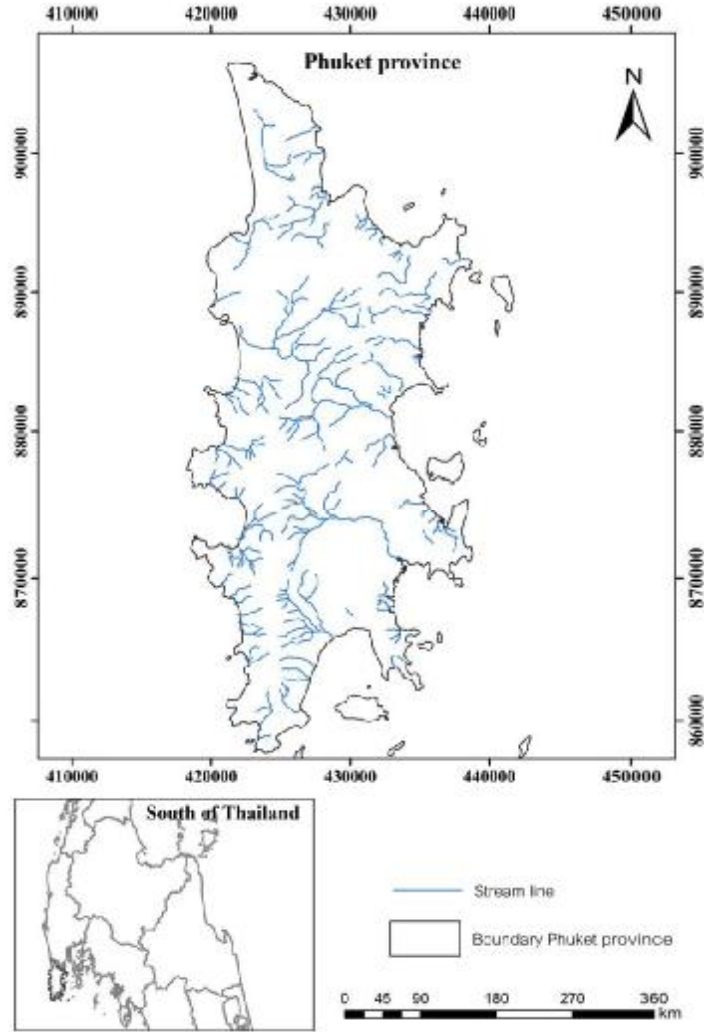 410000 420000 430000 440000 450000
Phuket province
N
900000 900000
890000 890000
880000 880000
870000 870000
860000
410000 420000 430000 440000 450000
South of Thailand
Stream line
Boundary Phuket province
0 45 90 180 270 360
km